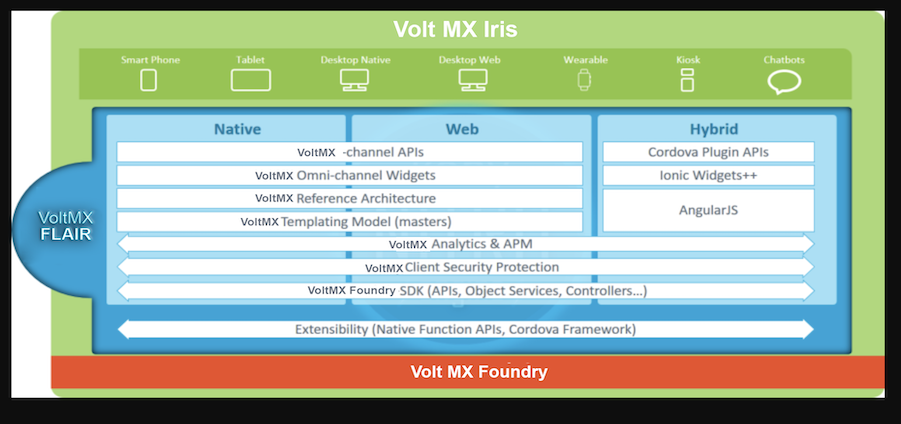 Volt MX Iris
Smart Phone Tablet Desktop Native Desktop Web Wearable Kiosk Chatbots
Native Web Hybrid
VoltMX -channel APIs Cordova Plugin APIs
VoltMX Omni-channel Widgets Ionic Widgets++
VoltMX Reference Architecture AngularJS
VoltMX Templating Model (masters)
VoltMX
FLAIR
VoltMX Analytics & APM
VoltMX Client Security Protection
VoltMX Foundry SDK (APIs, Object Services, Controllers...)
Extensibility (Native Function APIs, Cordova Framework)
Volt MX Foundry